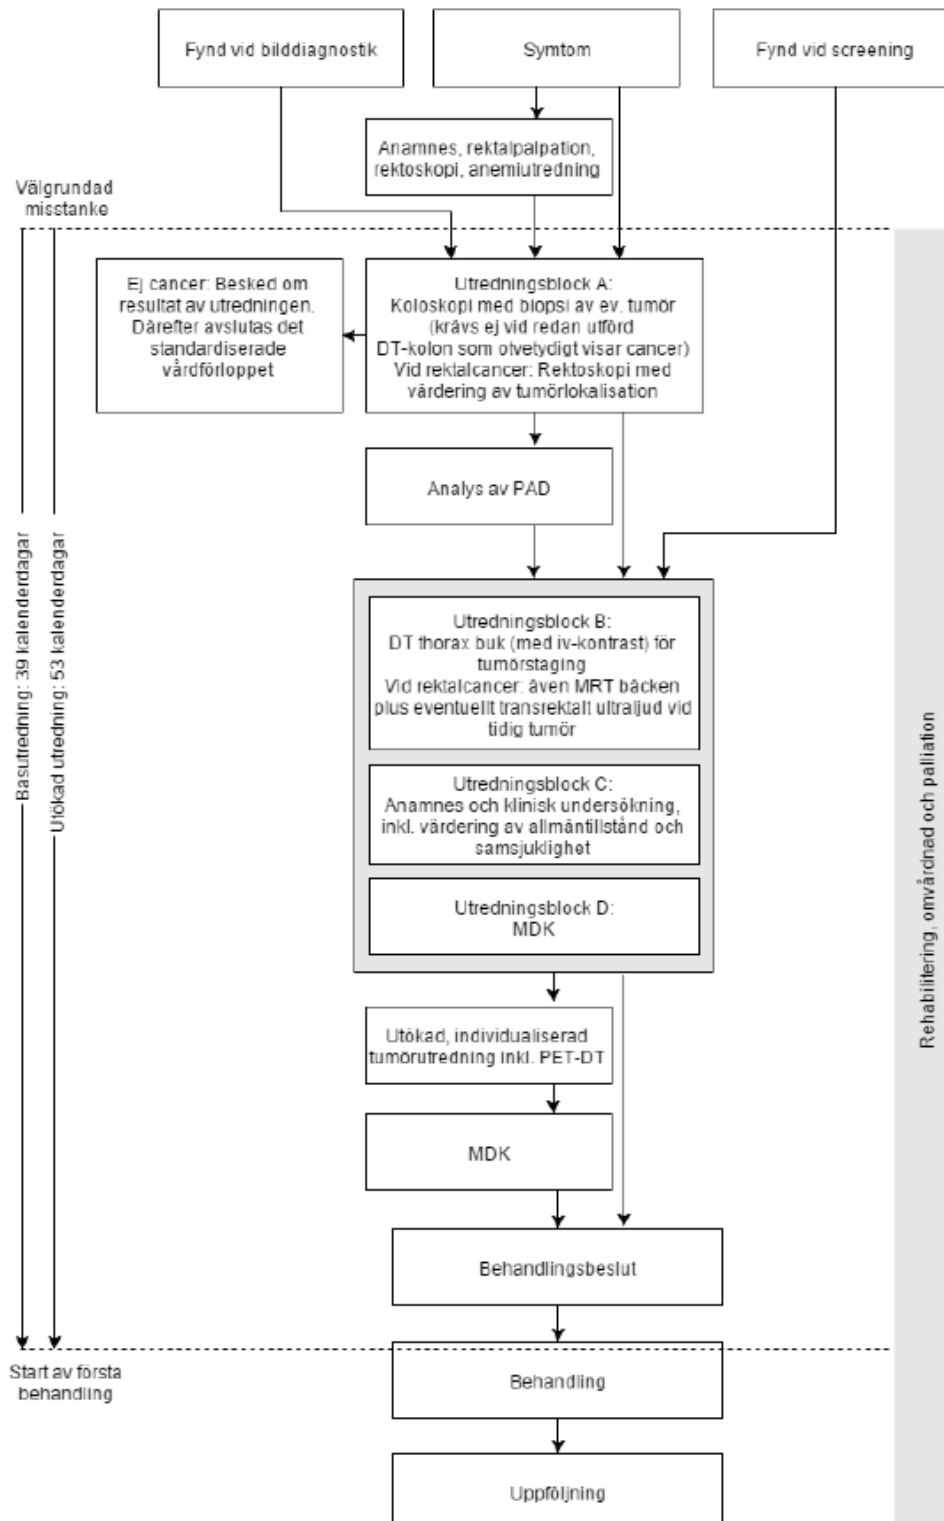 Fynd vid bilddiagnostik
Symtom
Fynd vid screening
Anamnes, rektalpalpation,
rektoskopi, anemiutredning
Välgrundad
misstanke
Ej cancer: Besked om
resultat av utredningen.
Därefter avslutas det
standardiserade
vårdförloppet
Utredningsblock A:
Koloskopi med biopsi av ev. tumör
(krävs ej vid redan utförd
DT-kolon som otvetydigt visar cancer)
Vid rektalcancer: Rektoskopi med
värdering av tumörlokalisation
Analys av PAD
Basutredning: 39 kalenderdagar
Utökad utredning: 53 kalenderdagar
Utredningsblock B:
DT thorax buk (med iv-kontrast) för
tumörstaging
Vid rektalcancer: även MRT bäcken
plus eventuellt transrektalt ultraljud vid
tidig tumör
Utredningsblock C:
Anamnes och klinisk undersökning,
inkl. värdering av allmäntillstånd och
samsjuklighet
Utredningsblock D:
MDK
Rehabilitering, omvårdnad och palliation
Utökad, individualiserad
tumörutredning inkl. PET-DT
MDK
Behandlingsbeslut
Start av första
behandling
Behandling
Uppföljning